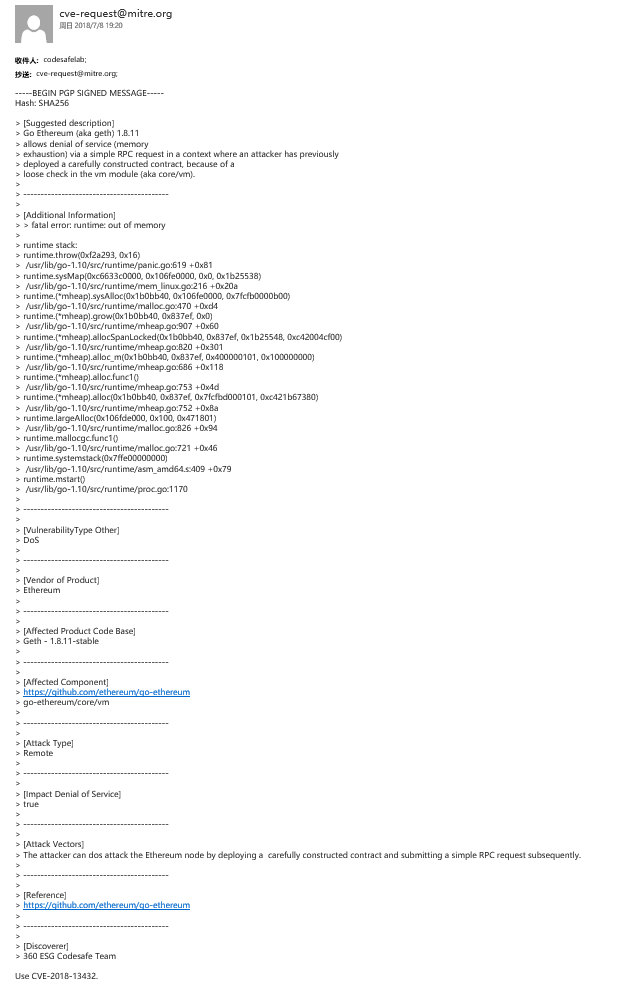 cve-request@mitre.org
周日 2018/7/8 19:20
收件人: codesafelab;
抄送: cve-request@mitre.org;
-----BEGIN PGP SIGNED MESSAGE-----
Hash: SHA256
> [Suggested description]
> Go Ethereum (aka geth) 1.8.11
> allows denial of service (memory
> exhaustion) via a simple RPC request in a context where an attacker has previously
> deployed a carefully constructed contract, because of a
> loose check in the vm module (aka core/vm).
>
> ------------------------------------------
>
> [Additional Information]
> > fatal error: runtime: out of memory
>
> runtime stack:
> runtime.throw(0xf2a293, 0x16)
>  /usr/lib/go-1.10/src/runtime/panic.go:619 +0x81
> runtime.sysMap(0xc6633c0000, 0x106fe0000, 0x0, 0x1b25538)
>  /usr/lib/go-1.10/src/runtime/mem_linux.go:216 +0x20a
> runtime.(*mheap).sysAlloc(0x1b0bb40, 0x106fe0000, 0x7fcfb0000b00)
>  /usr/lib/go-1.10/src/runtime/malloc.go:470 +0xd4
> runtime.(*mheap).grow(0x1b0bb40, 0x837ef, 0x0)
>  /usr/lib/go-1.10/src/runtime/mheap.go:907 +0x60
> runtime.(*mheap).allocSpanLocked(0x1b0bb40, 0x837ef, 0x1b25548, 0xc42004cf00)
>  /usr/lib/go-1.10/src/runtime/mheap.go:820 +0x301
> runtime.(*mheap).alloc_m(0x1b0bb40, 0x837ef, 0x400000101, 0x100000000)
>  /usr/lib/go-1.10/src/runtime/mheap.go:686 +0x118
> runtime.(*mheap).alloc.func1()
>  /usr/lib/go-1.10/src/runtime/mheap.go:753 +0x4d
> runtime.(*mheap).alloc(0x1b0bb40, 0x837ef, 0x7fcfbd000101, 0xc421b67380)
>  /usr/lib/go-1.10/src/runtime/mheap.go:752 +0x8a
> runtime.largeAlloc(0x106fde000, 0x100, 0x471801)
>  /usr/lib/go-1.10/src/runtime/malloc.go:826 +0x94
> runtime.mallocgc.func1()
>  /usr/lib/go-1.10/src/runtime/malloc.go:721 +0x46
> runtime.systemstack(0x7ffe00000000)
>  /usr/lib/go-1.10/src/runtime/asm_amd64.s:409 +0x79
> runtime.mstart()
>  /usr/lib/go-1.10/src/runtime/proc.go:1170
>
> ------------------------------------------
>
> [VulnerabilityType Other]
> DoS
>
> ------------------------------------------
>
> [Vendor of Product]
> Ethereum
>
> ------------------------------------------
>
> [Affected Product Code Base]
> Geth - 1.8.11-stable
>
> ------------------------------------------
>
> [Affected Component]
> https://github.com/ethereum/go-ethereum
> go-ethereum/core/vm
>
> ------------------------------------------
>
> [Attack Type]
> Remote
>
> ------------------------------------------
>
> [Impact Denial of Service]
> true
>
> ------------------------------------------
>
> [Attack Vectors]
> The attacker can dos attack the Ethereum node by deploying a  carefully constructed contract and submitting a simple RPC request subsequently.
>
> ------------------------------------------
>
> [Reference]
> https://github.com/ethereum/go-ethereum
>
> ------------------------------------------
>
> [Discoverer]
> 360 ESG Codesafe Team
Use CVE-2018-13432.